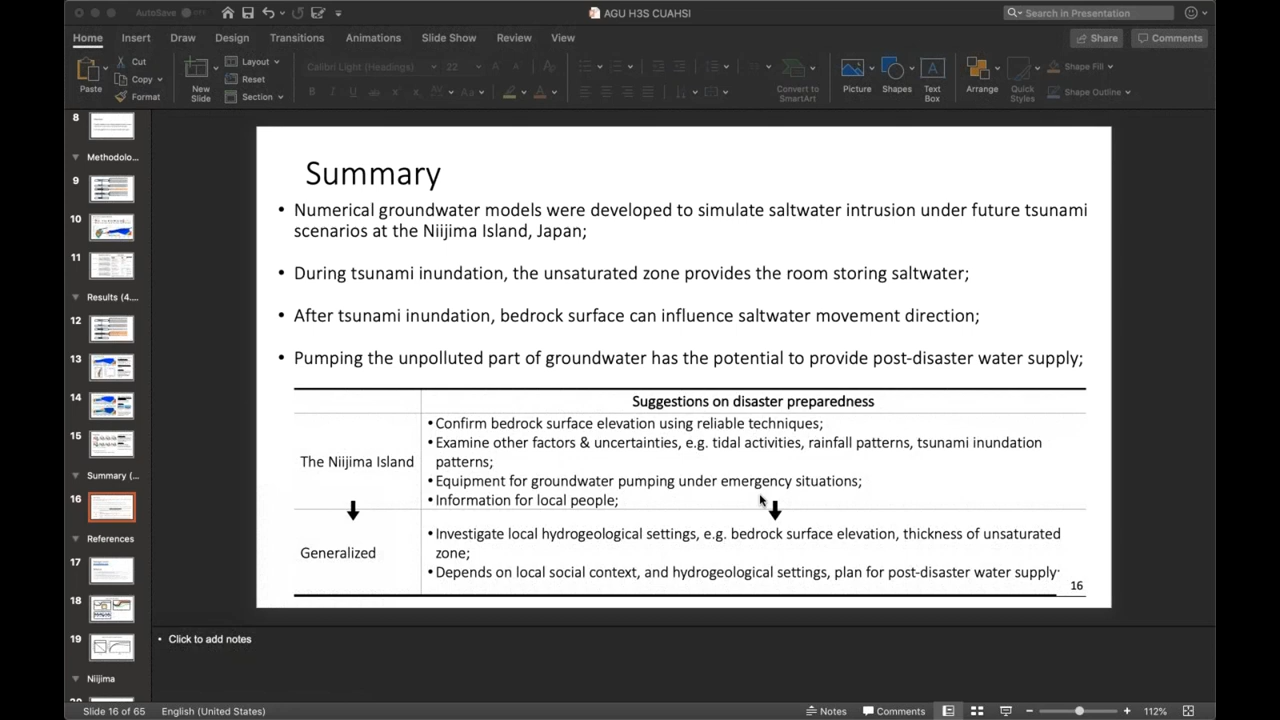 AutoSave
AGU H3S CUAHSI
Search in Presentation
Home Insert Draw Design Transitions Animations Slide Show Review View Share Comments
Paste Cut Copy Format
New Slide Layout Reset Section
Calibri Light (Headings) 22
Convert to SmartArt
Picture Shapes Text Box Arrange Quick Styles Shape Fill Shape Outline
8
Methodolo...
9
10
11
Results (4....
12
13
14
15
Summary (...
16
References
17
18
19
Niijima
Summary
• Numerical groundwater models were developed to simulate saltwater intrusion under future tsunami
scenarios at the Niijima Island, Japan;
• During tsunami inundation, the unsaturated zone provides the room storing saltwater;
• After tsunami inundation, bedrock surface can influence saltwater movement direction;
• Pumping the unpolluted part of groundwater has the potential to provide post-disaster water supply;
Suggestions on disaster preparedness
The Niijima Island
• Confirm bedrock surface elevation using reliable techniques;
• Examine other factors & uncertainties, e.g. tidal activities, rainfall patterns, tsunami inundation
patterns;
• Equipment for groundwater pumping under emergency situations;
• Information for local people;
Generalized
• Investigate local hydrogeological settings, e.g. bedrock surface elevation, thickness of unsaturated
zone;
• Depends on local social context, and hydrogeological settings, plan for post-disaster water supply
16
• Click to add notes
Slide 16 of 65 English (United States) Notes Comments 112%